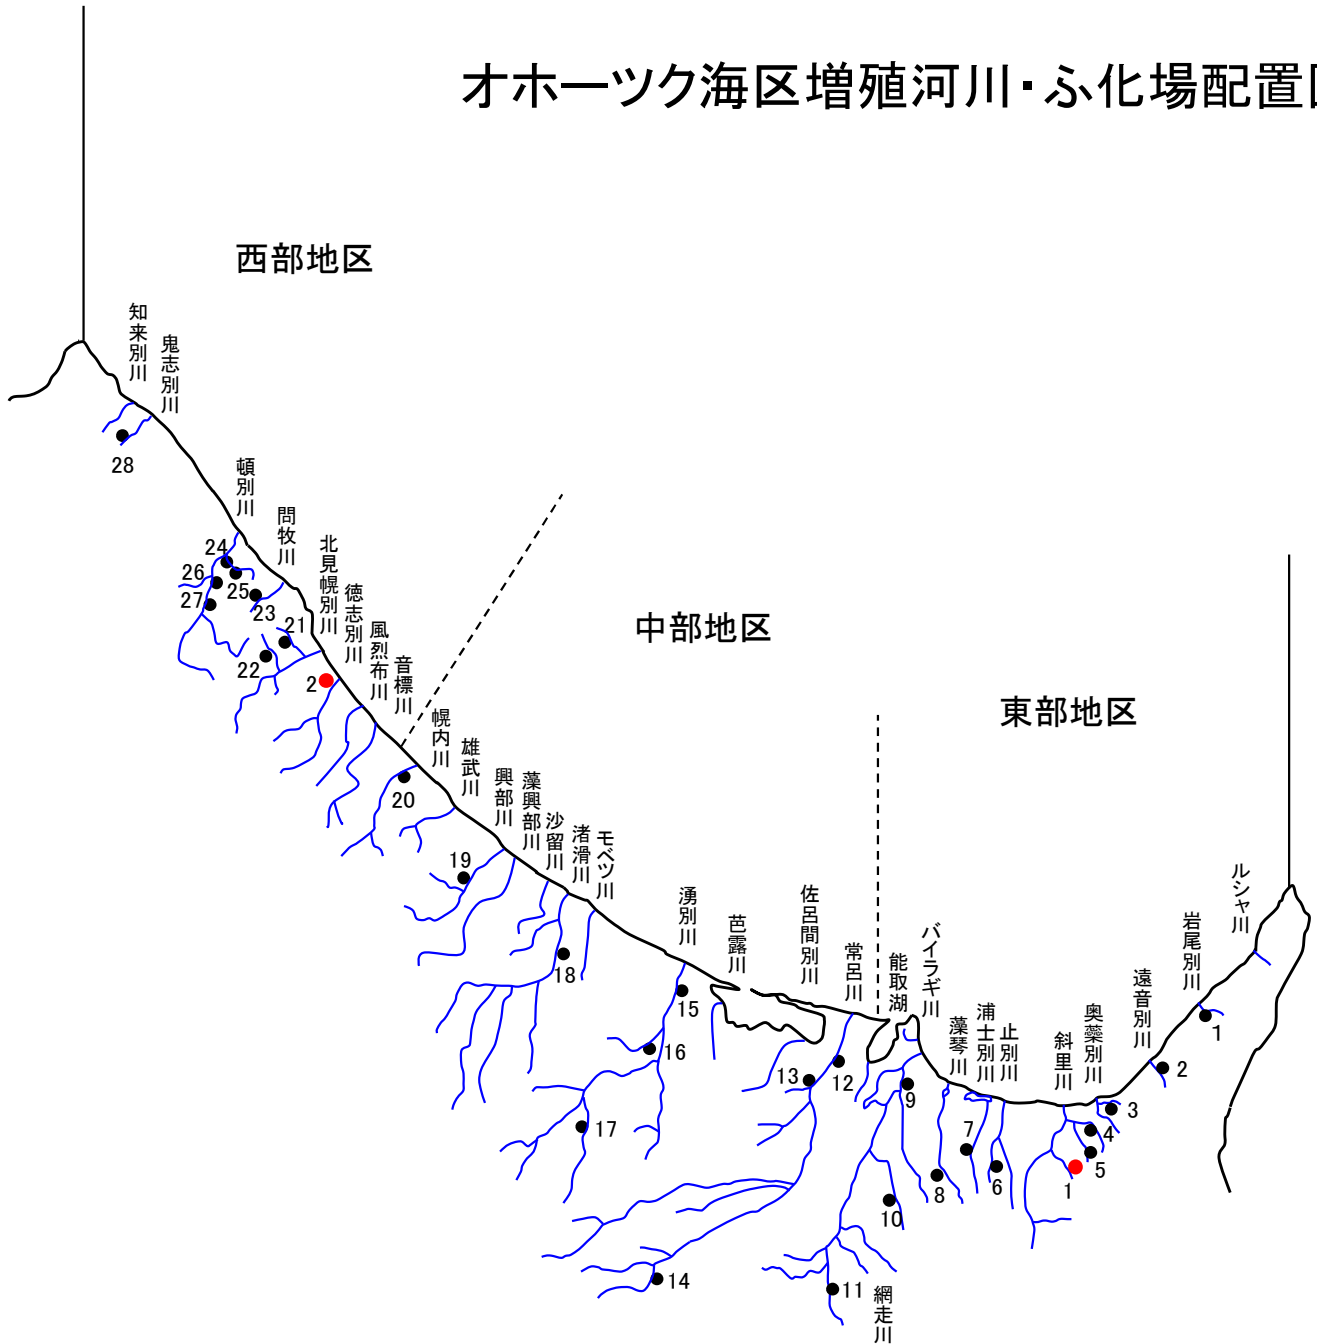 オホーツク海区増殖河川・ふ化場配置
西部地区
中部地区
東部地区
知来別川
鬼志別川
頓別川
問牧川
北見幌別川
徳志別川
風烈布川
音標川
幌内川
雄武川
興部川
藻興部川
沙留川
渚滑川
モベツ川
湧別川
芭露川
佐呂間別川
常呂川
能取湖
バイラギ川
藻琴川
浦士別川
止別川
斜里川
奥蘂別川
遠音別川
岩尾別川
ルシャ川
網走川
28
24
26
25
27
23
21
22
2
20
19
18
15
16
17
13
12
14
9
10
11
8
7
6
1
5
4
3
2
1